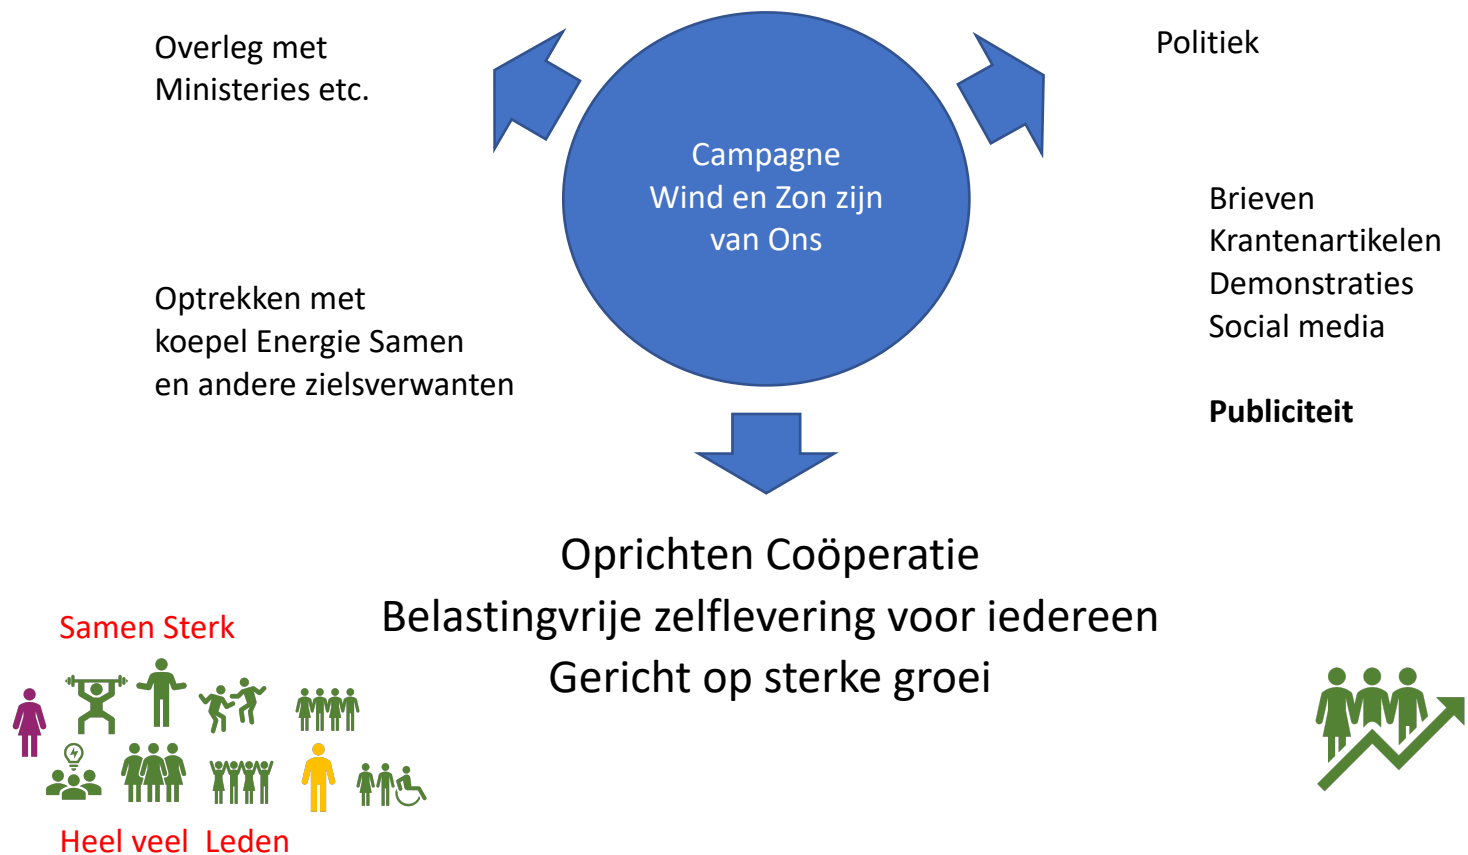 Overleg met
Ministeries etc.
Politiek
Campagne
Wind en Zon zijn
van Ons
Brieven
Krantenartikelen
Demonstraties
Social media
Publiciteit
Optrekken met
koepel Energie Samen
en andere zielsverwanten
Oprichten Coöperatie
Belastingvrije zelflevering voor iedereen
Gericht op sterke groei
Samen Sterk
Heel veel Leden